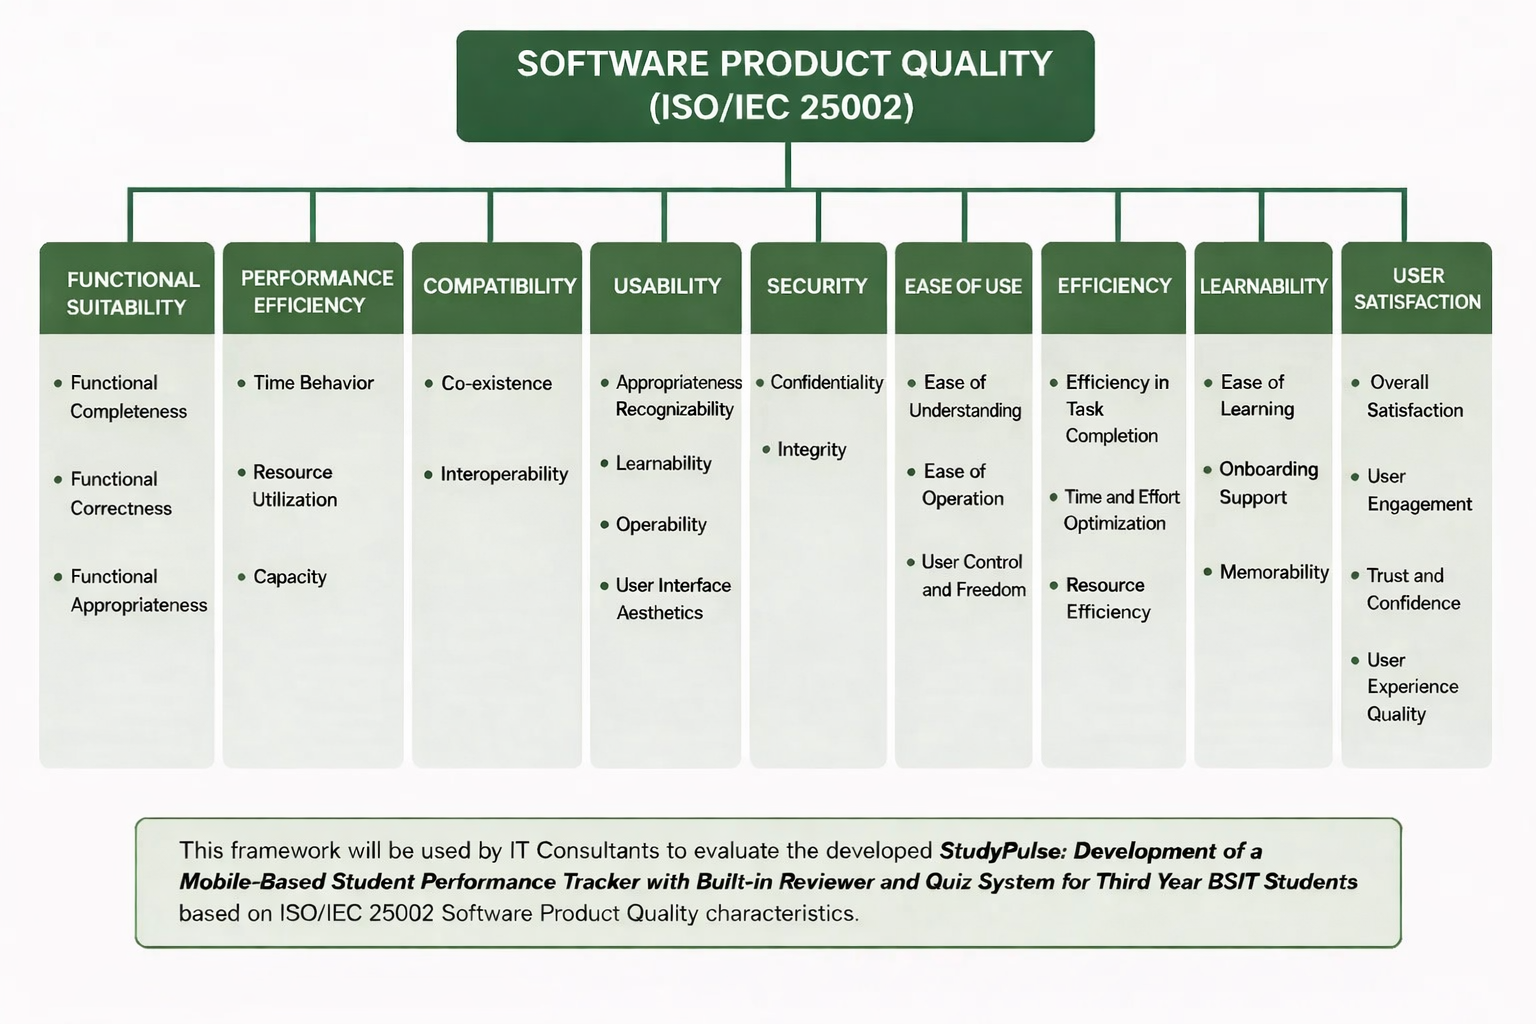 SOFTWARE PRODUCT QUALITY
(ISO/IEC 25002)
FUNCTIONAL
SUITABILITY
• Functional
Completeness
• Functional
Correctness
• Functional
Appropriateness
PERFORMANCE
EFFICIENCY
• Time Behavior
• Resource
Utilization
• Capacity
COMPATIBILITY
• Co-existence
• Interoperability
USABILITY
• Appropriateness
Recognizability
• Learnability
• Operability
• User Interface
Aesthetics
SECURITY
• Confidentiality
• Integrity
EASE OF USE
• Ease of
Understanding
• Ease of
Operation
• User Control
and Freedom
EFFICIENCY
• Efficiency in
Task
Completion
• Time and Effort
Optimization
• Resource
Efficiency
LEARNABILITY
• Ease of
Learning
• Onboarding
Support
• Memorability
USER
SATISFACTION
• Overall
Satisfaction
• User
Engagement
• Trust and
Confidence
• User
Experience
Quality
This framework will be used by IT Consultants to evaluate the developed StudyPulse: Development of a
Mobile-Based Student Performance Tracker with Built-in Reviewer and Quiz System for Third Year BSIT Students
based on ISO/IEC 25002 Software Product Quality characteristics.